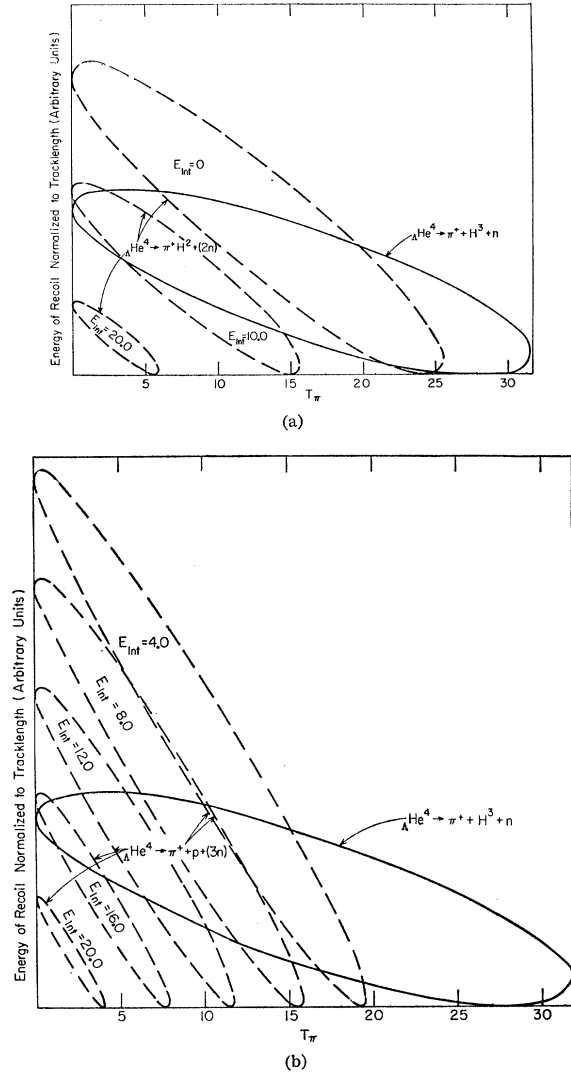 Energy of Recoil Normalized to Tracklength (Arbitrary Units)
E_Int=0
ΛHe⁴→π⁺+H³+n
ΛHe⁴→π⁺H²+(2n)
E_Int=20.0
E_Int=10.0
5 10 15 20 25 30
T_π
(a)
Energy of Recoil Normalized to Tracklength (Arbitrary Units)
E_Int=4.0
E_Int=8.0
E_Int=12.0
ΛHe⁴→π⁺+H³+n
ΛHe⁴→π⁺+p+(3n)
E_Int=16.0
E_Int=20.0
5 10 15 20 25 30
T_π
(b)